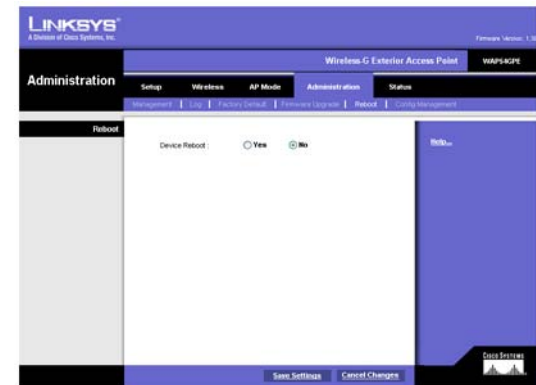 LINKSYS®
A Division of Cisco Systems, Inc.
Firmware Version: 1.
Wireless-G Exterior Access Point
WAP54GPE
Administration
Setup
Wireless
AP Mode
Administration
Status
Management | Log | Factory Default | Firmware Upgrade | Reboot | Config Management
Reboot
Device Reboot :
Yes
No
Help...
Save Settings
Cancel Changes
CISCO SYSTEMS